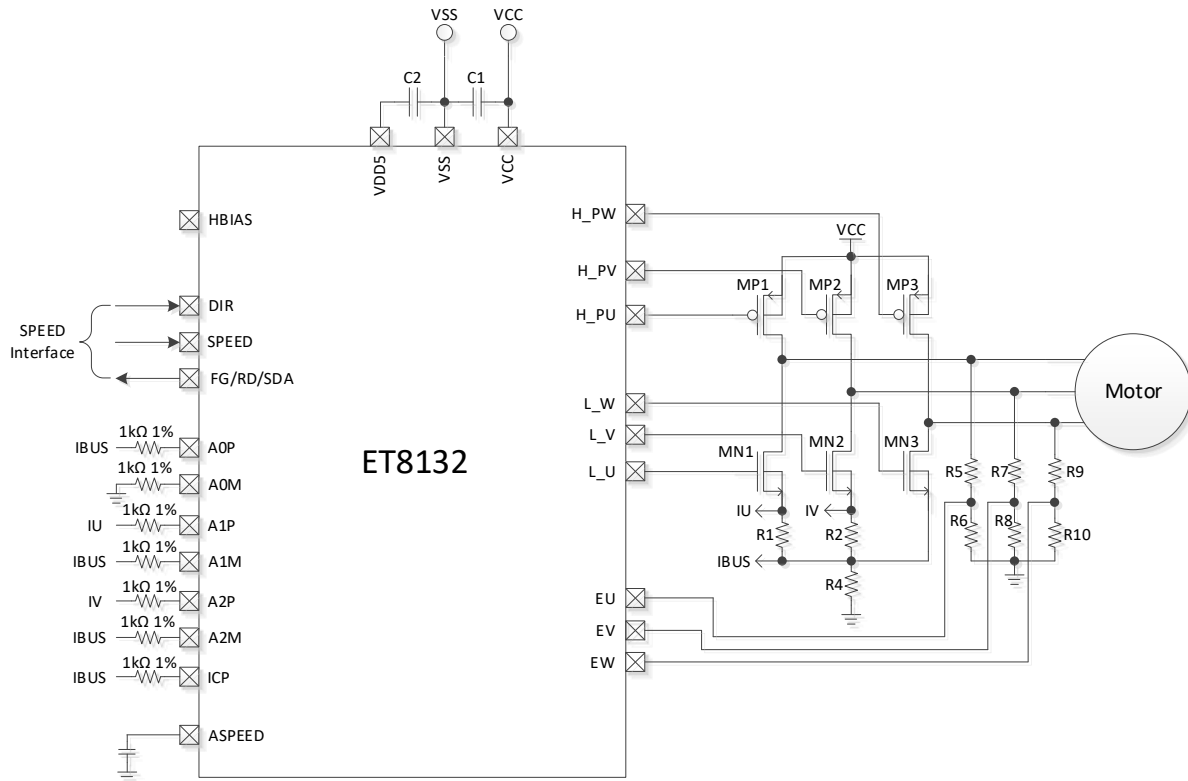 VSS
VCC
C2
C1
VDD5
VSS
VCC
HBIAS
H_PW
VCC
H_PV
MP1
MP2
MP3
DIR
H_PU
SPEED
Interface
SPEED
FG/RD/SDA
Motor
L_W
IBUS
1kΩ 1%
A0P
L_V
ET8132
MN1
MN2
MN3
R5
R7
R9
1kΩ 1%
A0M
L_U
IU
1kΩ 1%
A1P
IU
IV
R1
R2
R6
R8
R10
IBUS
1kΩ 1%
A1M
IBUS
R4
IV
1kΩ 1%
A2P
EU
IBUS
1kΩ 1%
A2M
EV
IBUS
1kΩ 1%
ICP
EW
ASPEED